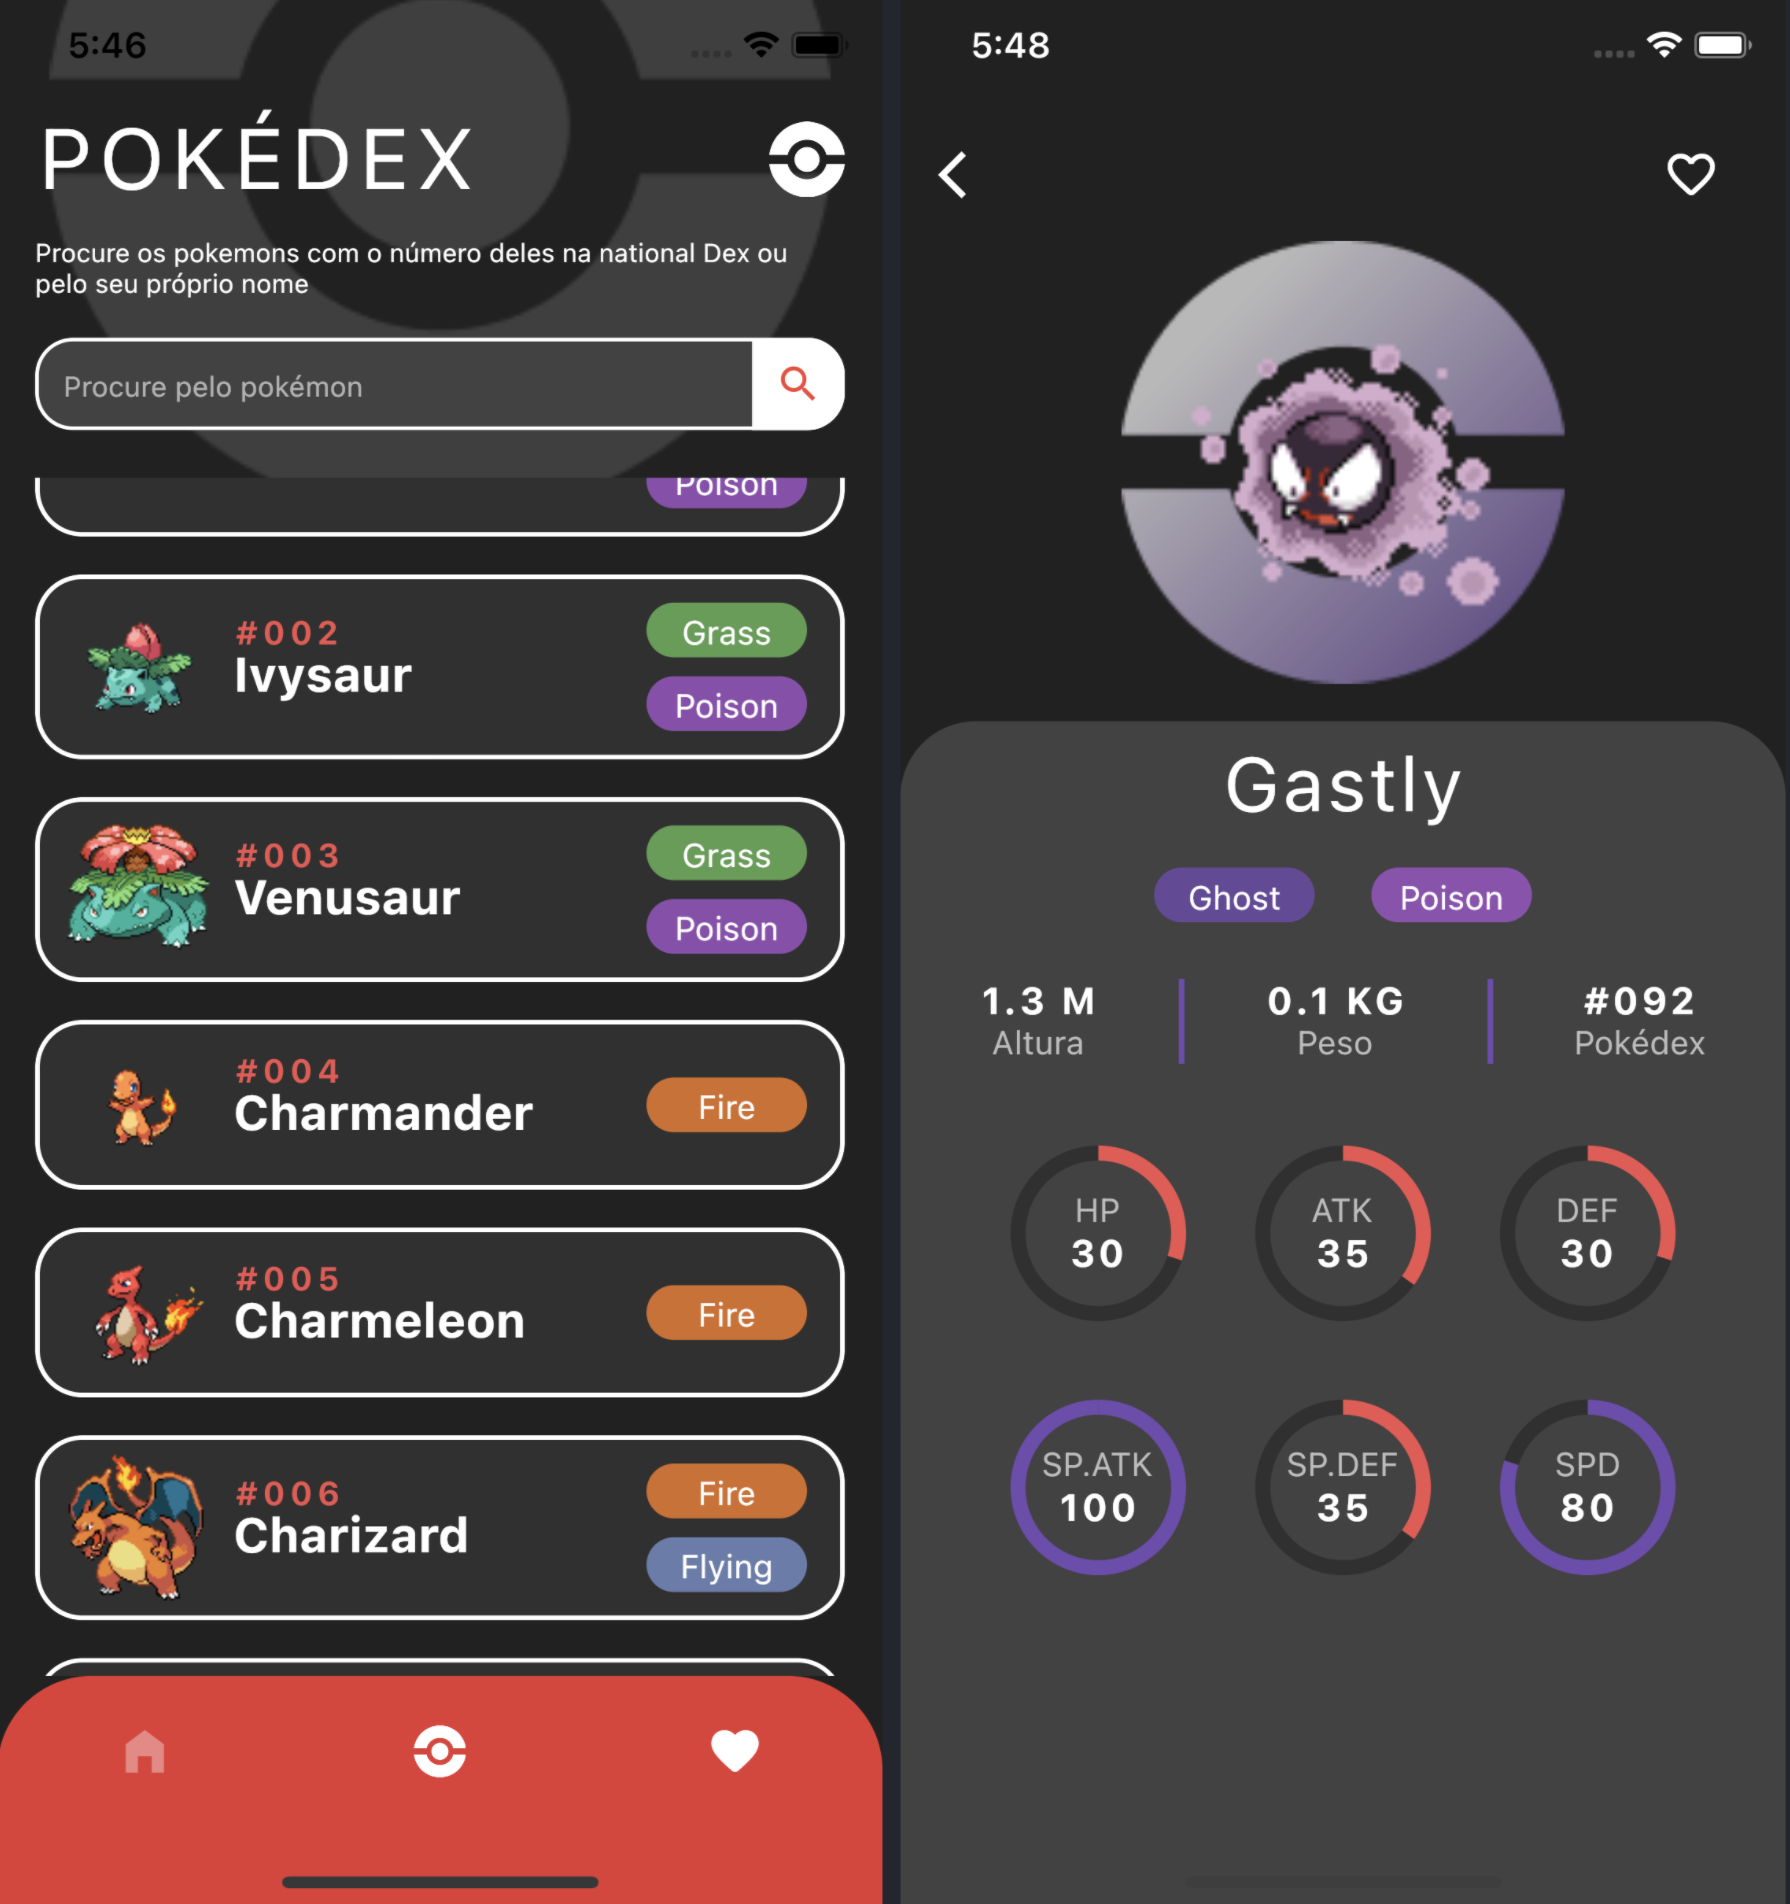 5:46
POKÉDEX
Procure os pokemons com o número deles na national Dex ou
pelo seu próprio nome
Procure pelo pokémon
Poison
#002
Ivysaur
Grass
Poison
#003
Venusaur
Grass
Poison
#004
Charmander
Fire
#005
Charmeleon
Fire
#006
Charizard
Fire
Flying
5:48
Gastly
Ghost Poison
1.3 M 0.1 KG #092
Altura Peso Pokédex
HP ATK DEF
30 35 30
SP.ATK SP.DEF SPD
100 35 80